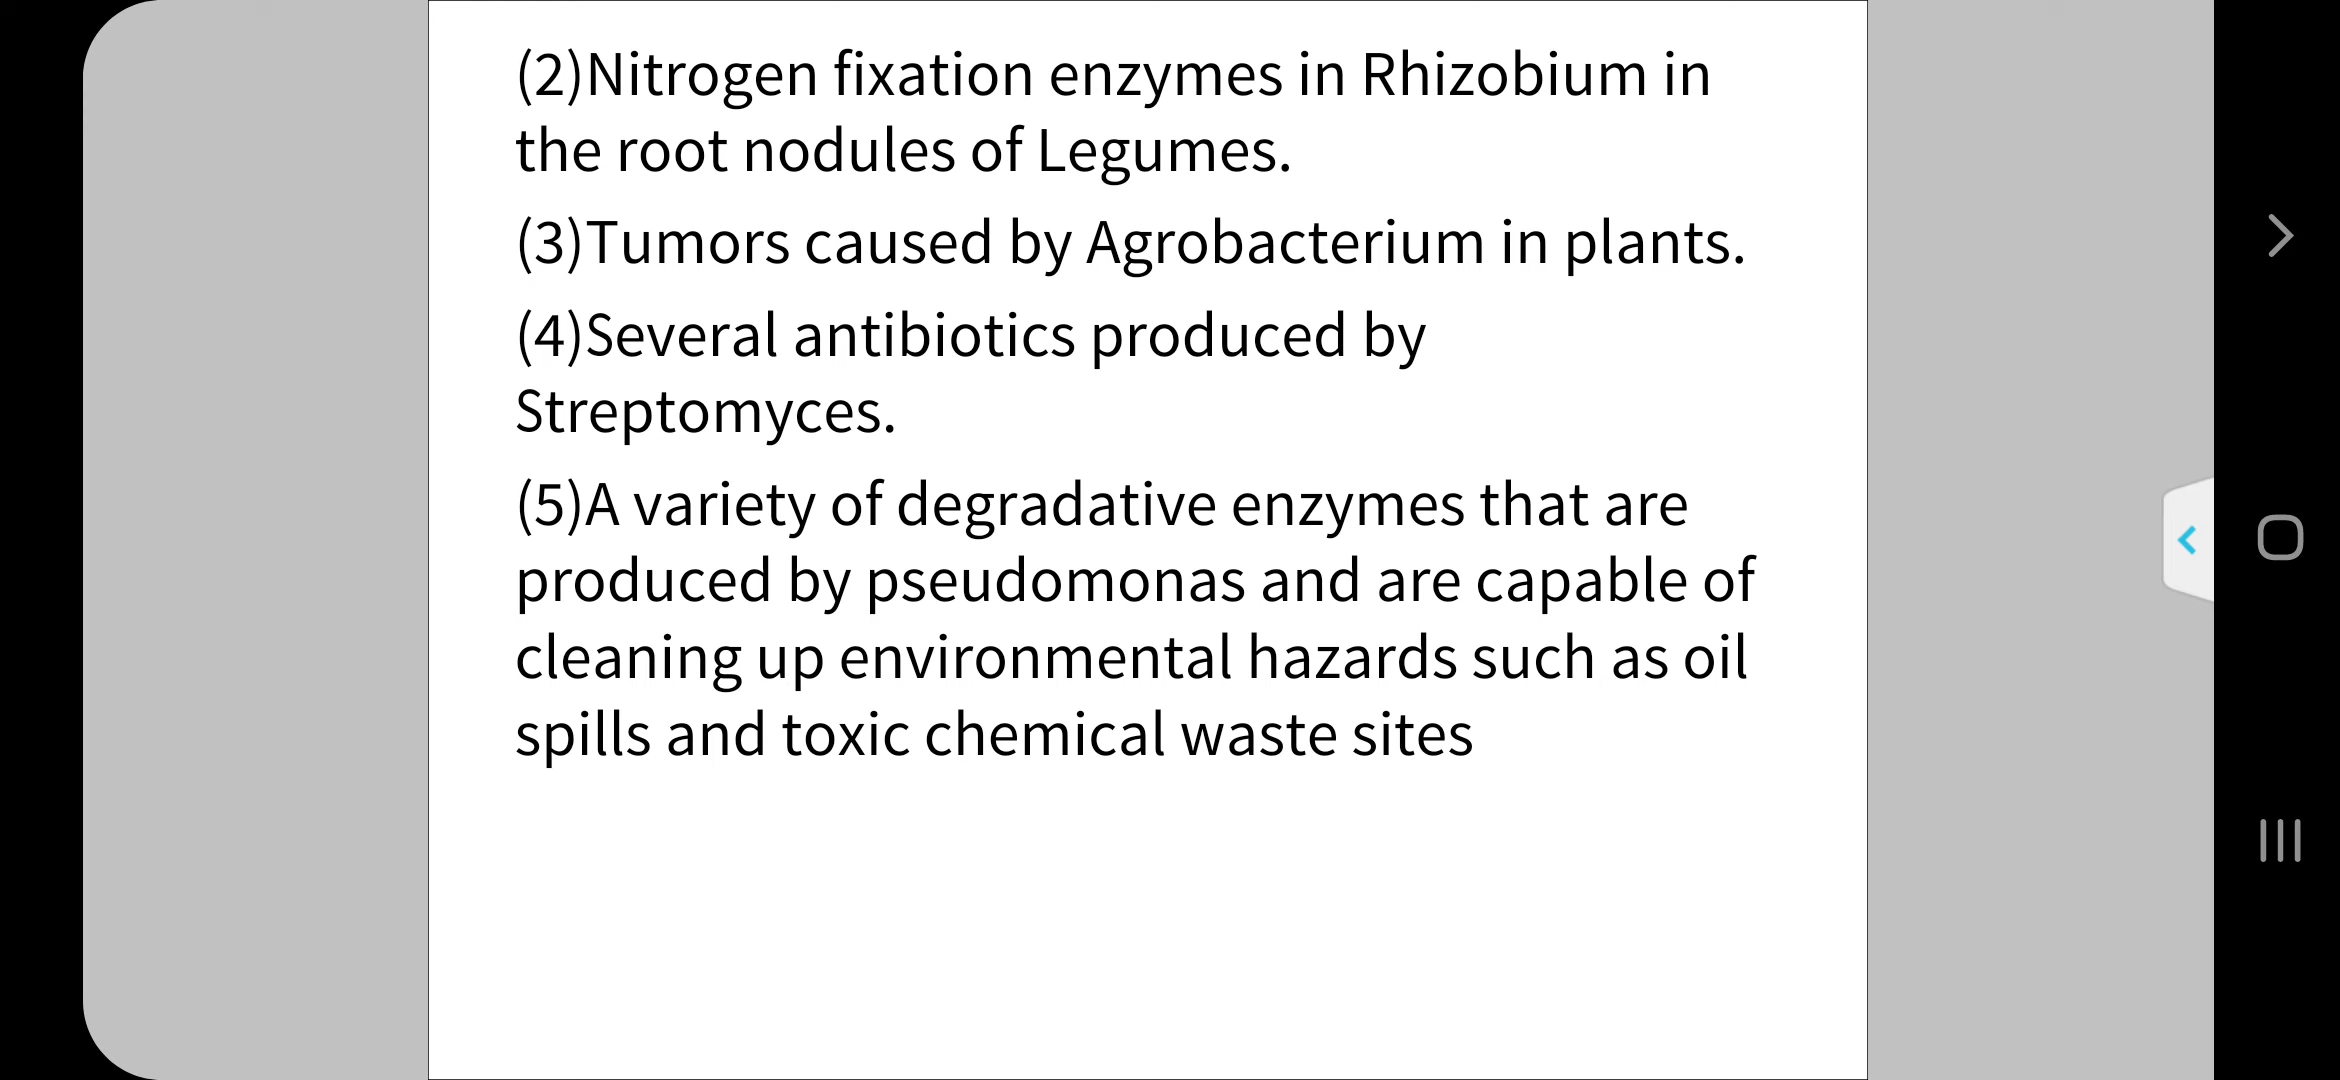 (2)Nitrogen fixation enzymes in Rhizobium in
the root nodules of Legumes.
(3)Tumors caused by Agrobacterium in plants.
(4)Several antibiotics produced by
Streptomyces.
(5)A variety of degradative enzymes that are
produced by pseudomonas and are capable of
cleaning up environmental hazards such as oil
spills and toxic chemical waste sites